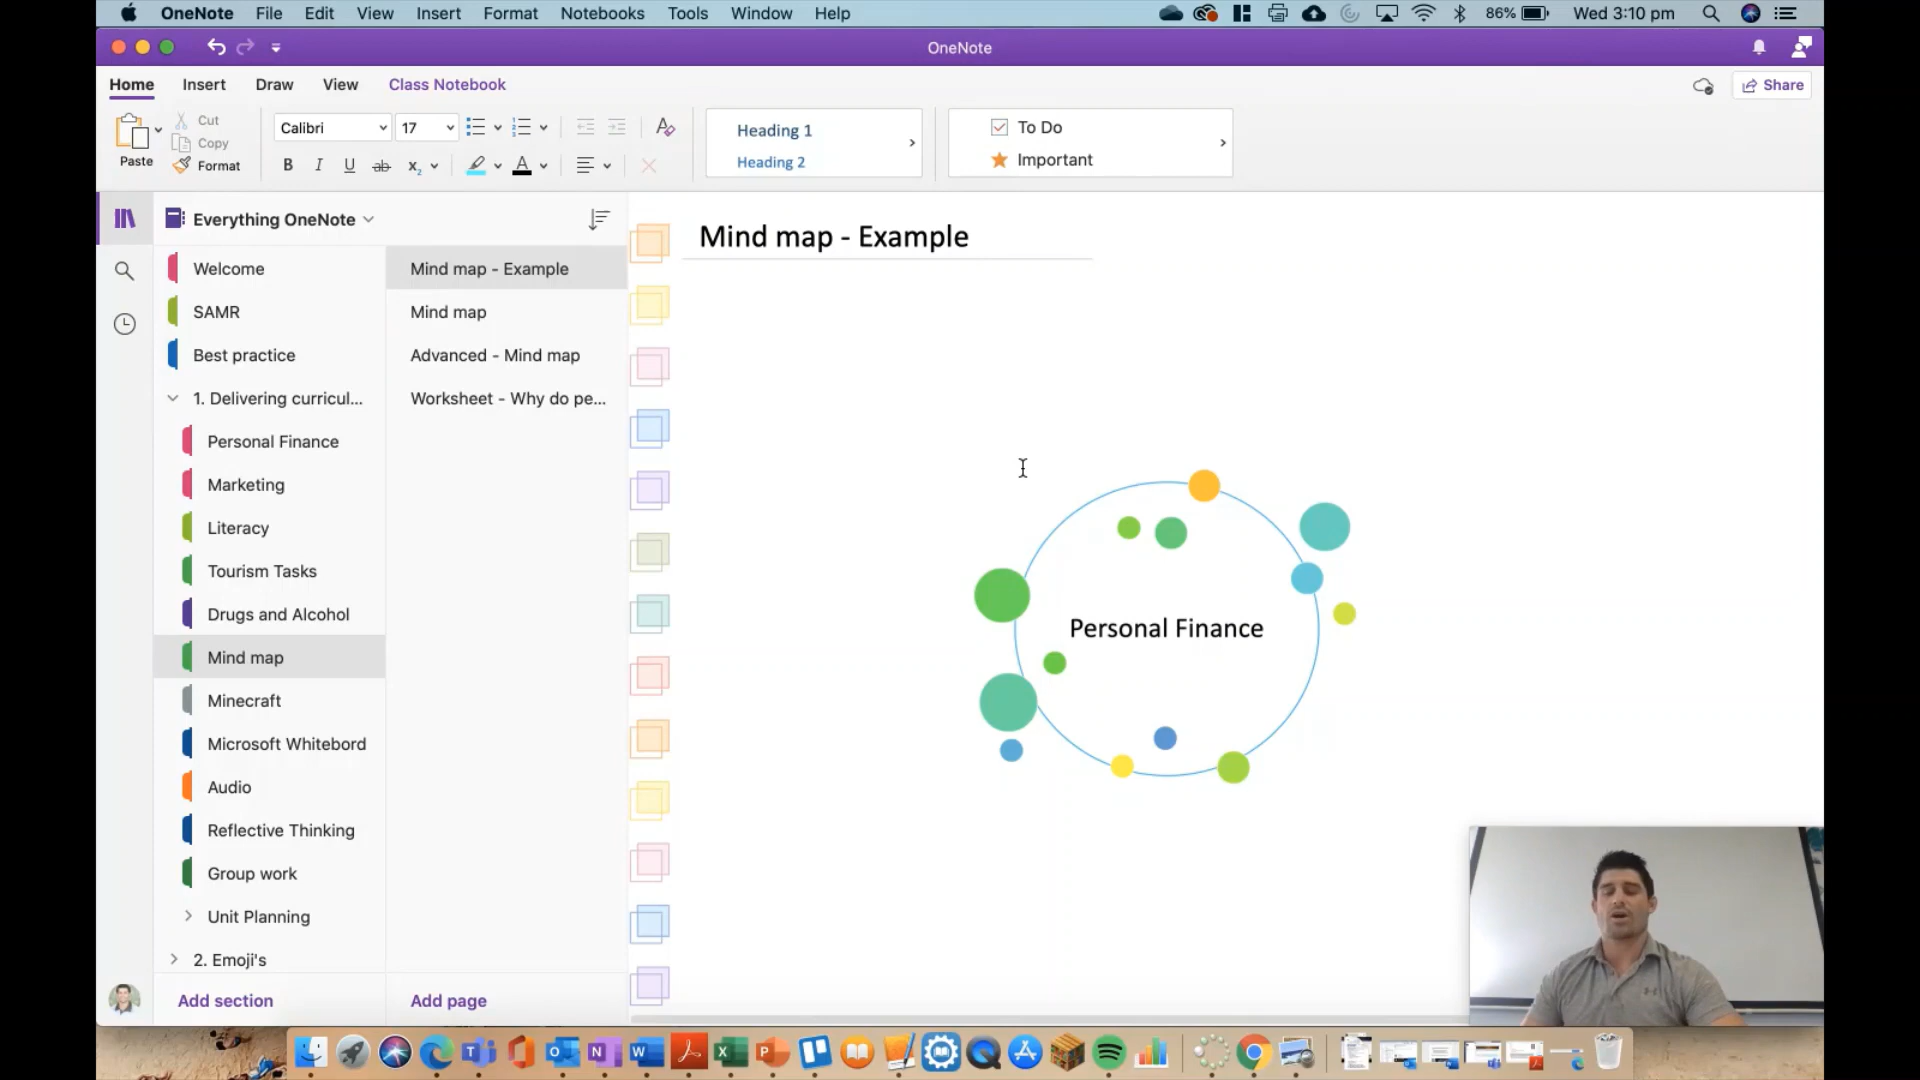 OneNote File Edit View Insert Format Notebooks Tools Window Help 86% Wed 3:10 pm
OneNote
Home Insert Draw View Class Notebook Share
Paste Cut Copy Format
Calibri 17
B I U ab x₂ A
Heading 1
Heading 2
To Do
Important
Everything OneNote
Welcome
SAMR
Best practice
1. Delivering curricul...
Personal Finance
Marketing
Literacy
Tourism Tasks
Drugs and Alcohol
Mind map
Minecraft
Microsoft Whitebord
Audio
Reflective Thinking
Group work
Unit Planning
2. Emoji's
Add section
Mind map - Example
Mind map
Advanced - Mind map
Worksheet - Why do pe...
Add page
Mind map - Example
Personal Finance